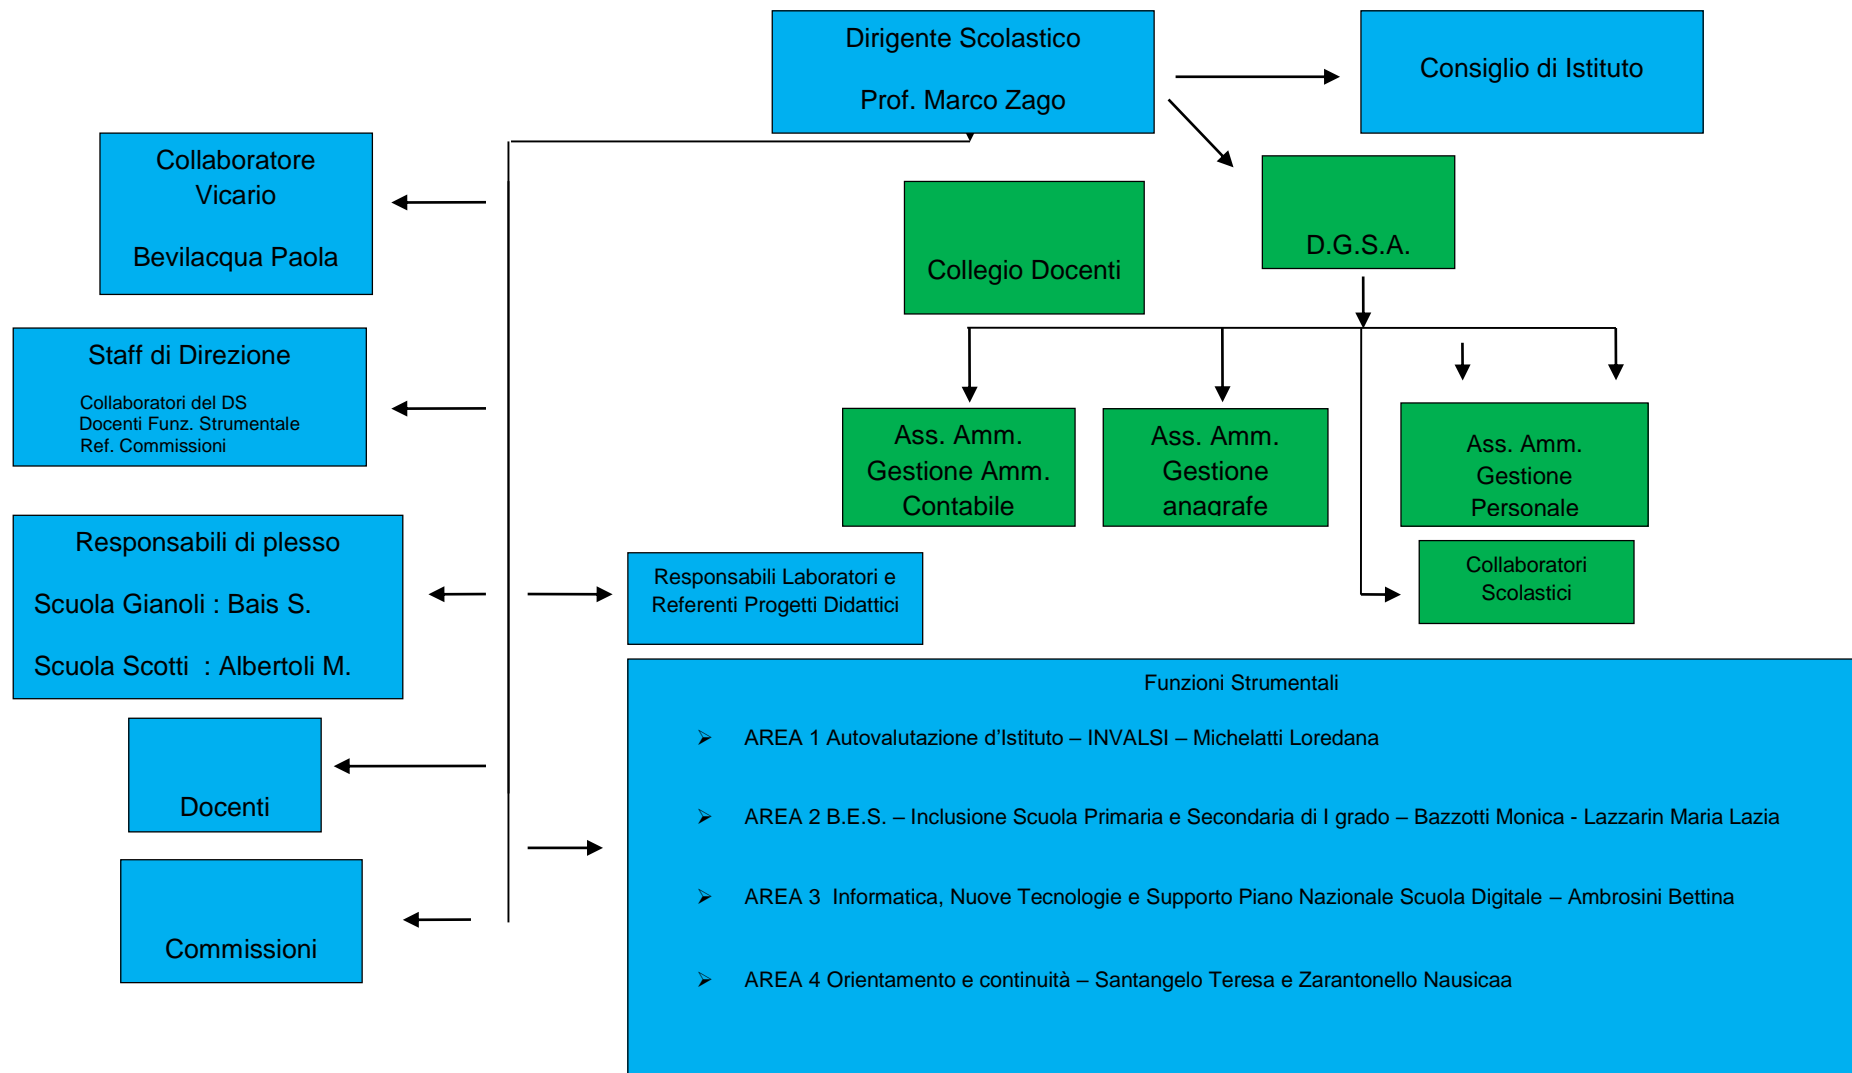 Dirigente Scolastico
Prof. Marco Zago
Consiglio di Istituto
Collaboratore
Vicario
Bevilacqua Paola
Collegio Docenti
D.G.S.A.
Staff di Direzione
Collaboratori del DS
Docenti Funz. Strumentale
Ref. Commissioni
Ass. Amm.
Gestione Amm.
Contabile
Ass. Amm.
Gestione
anagrafe
Ass. Amm.
Gestione
Personale
Responsabili di plesso
Scuola Gianoli : Bais S.
Scuola Scotti : Albertoli M.
Responsabili Laboratori e
Referenti Progetti Didattici
Collaboratori
Scolastici
Funzioni Strumentali
➢ AREA 1 Autovalutazione d'Istituto – INVALSI – Michelatti Loredana
➢ AREA 2 B.E.S. – Inclusione Scuola Primaria e Secondaria di I grado – Bazzotti Monica - Lazzarin Maria Lazia
➢ AREA 3 Informatica, Nuove Tecnologie e Supporto Piano Nazionale Scuola Digitale – Ambrosini Bettina
➢ AREA 4 Orientamento e continuità – Santangelo Teresa e Zarantonello Nausicaa
Docenti
Commissioni